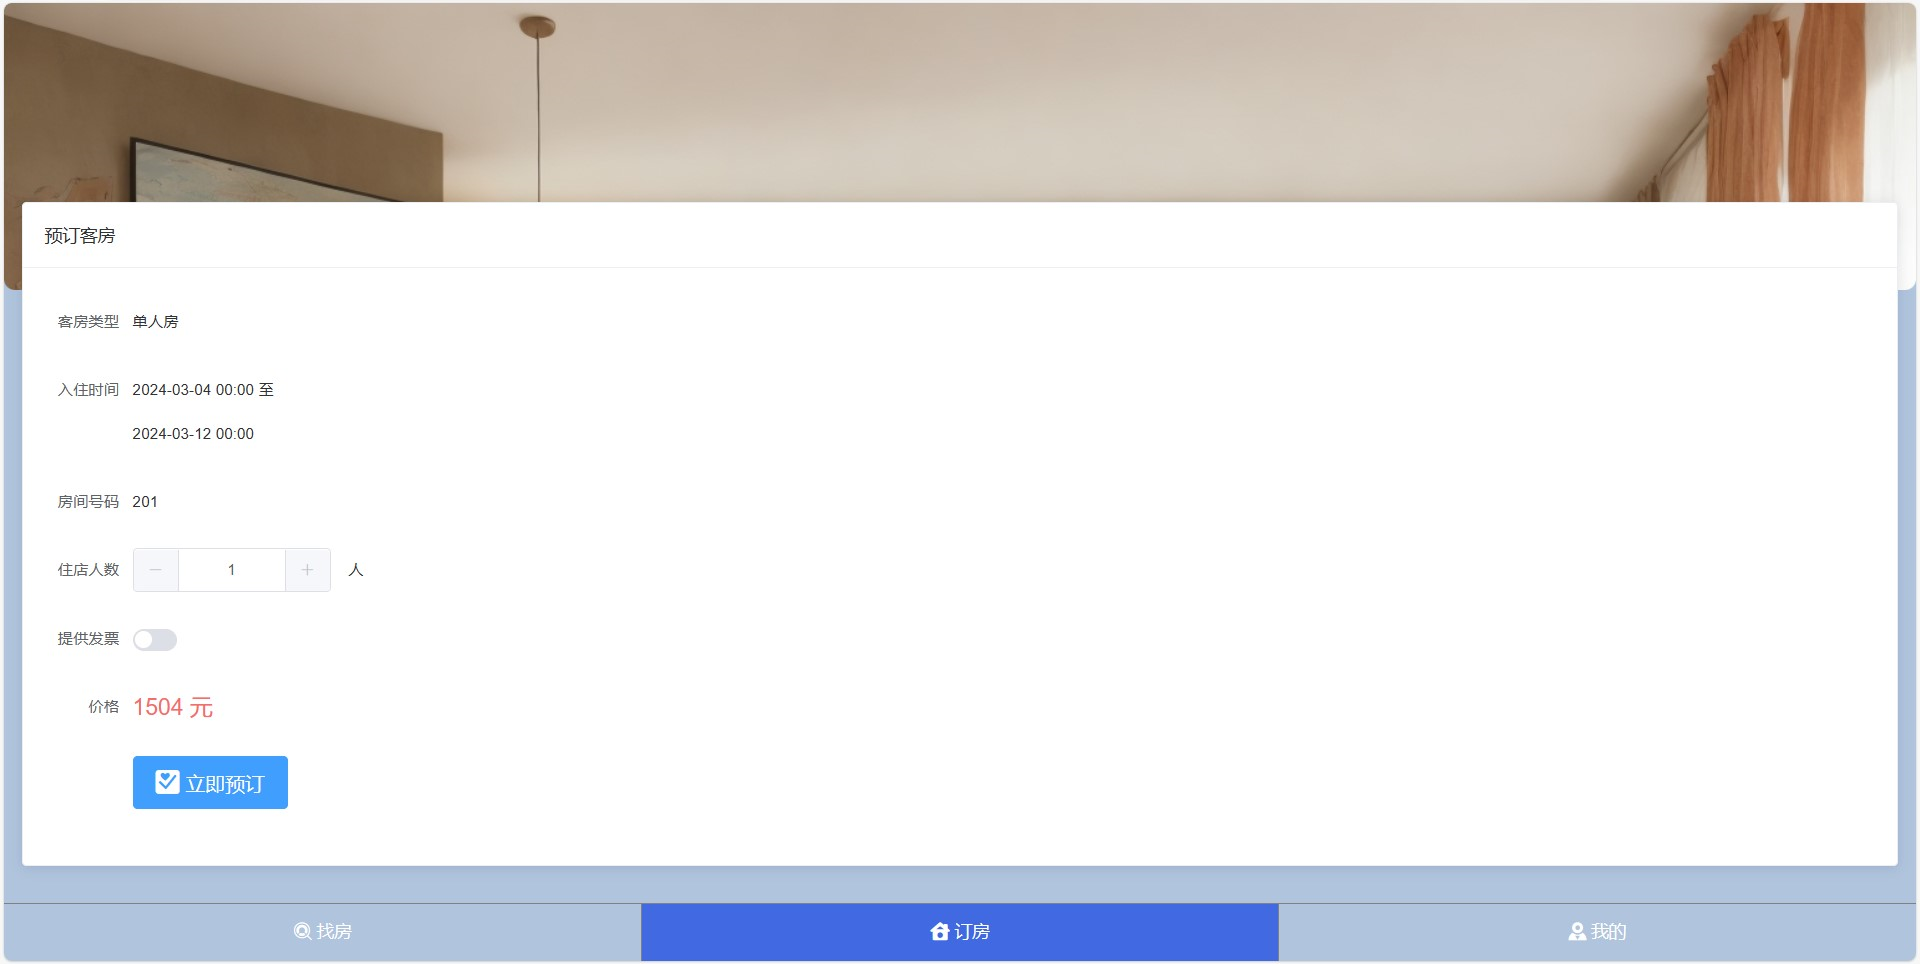 预订客房
客房类型 单人房
入住时间 2024-03-04 00:00 至
2024-03-12 00:00
房间号码 201
住店人数 1 人
提供发票
价格 1504 元
立即预订
找房 订房 我的